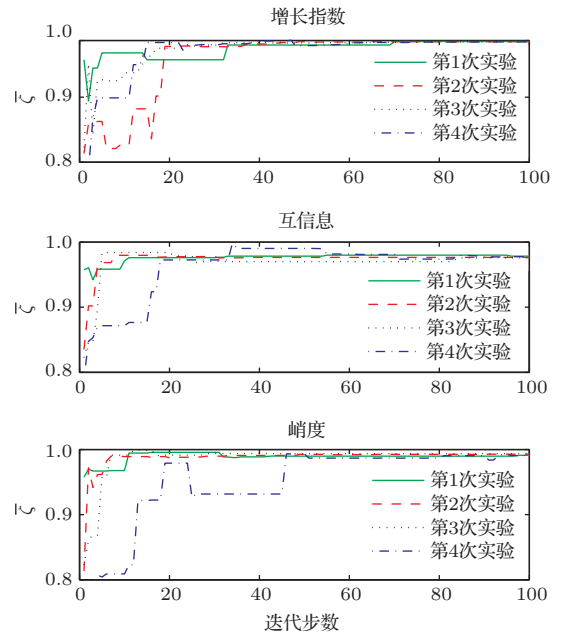 增长指数
1.0
0.9
0.8
ζ
第1次实验
第2次实验
第3次实验
第4次实验
0 20 40 60 80 100
互信息
1.0
0.9
0.8
ζ
第1次实验
第2次实验
第3次实验
第4次实验
0 20 40 60 80 100
峭度
1.0
0.9
0.8
ζ
第1次实验
第2次实验
第3次实验
第4次实验
0 20 40 60 80 100
迭代步数